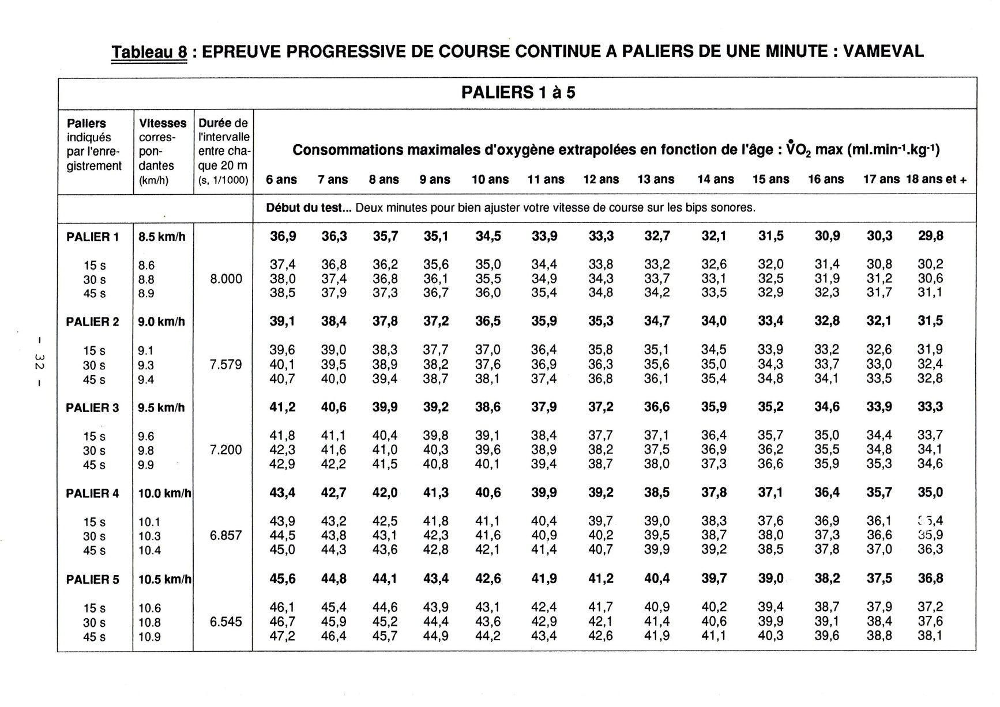 Tableau 8 : EPREUVE PROGRESSIVE DE COURSE CONTINUE A PALIERS DE UNE MINUTE : VAMEVAL
PALIERS 1 à 5
Paliers indiqués par l'enre-gistrement
Vitesses corres-pon-dantes (km/h)
Durée de l'intervalle entre cha-que 20 m (s, 1/1000)
Consommations maximales d'oxygène extrapolées en fonction de l'âge : V̇O₂ max (ml.min⁻¹.kg⁻¹)
6 ans 7 ans 8 ans 9 ans 10 ans 11 ans 12 ans 13 ans 14 ans 15 ans 16 ans 17 ans 18 ans et +
Début du test... Deux minutes pour bien ajuster votre vitesse de course sur les bips sonores.
PALIER 1 8.5 km/h 36,9 36,3 35,7 35,1 34,5 33,9 33,3 32,7 32,1 31,5 30,9 30,3 29,8
15 s 8.6 37,4 36,8 36,2 35,6 35,0 34,4 33,8 33,2 32,6 32,0 31,4 30,8 30,2
30 s 8.8 8.000 38,0 37,4 36,8 36,1 35,5 34,9 34,3 33,7 33,1 32,5 31,9 31,2 30,6
45 s 8.9 38,5 37,9 37,3 36,7 36,0 35,4 34,8 34,2 33,5 32,9 32,3 31,7 31,1
PALIER 2 9.0 km/h 39,1 38,4 37,8 37,2 36,5 35,9 35,3 34,7 34,0 33,4 32,8 32,1 31,5
15 s 9.1 39,6 39,0 38,3 37,7 37,0 36,4 35,8 35,1 34,5 33,9 33,2 32,6 31,9
30 s 9.3 7.579 40,1 39,5 38,9 38,2 37,6 36,9 36,3 35,6 35,0 34,3 33,7 33,0 32,4
45 s 9.4 40,7 40,0 39,4 38,7 38,1 37,4 36,8 36,1 35,4 34,8 34,1 33,5 32,8
PALIER 3 9.5 km/h 41,2 40,6 39,9 39,2 38,6 37,9 37,2 36,6 35,9 35,2 34,6 33,9 33,3
15 s 9.6 41,8 41,1 40,4 39,8 39,1 38,4 37,7 37,1 36,4 35,7 35,0 34,4 33,7
30 s 9.8 7.200 42,3 41,6 41,0 40,3 39,6 38,9 38,2 37,5 36,9 36,2 35,5 34,8 34,1
45 s 9.9 42,9 42,2 41,5 40,8 40,1 39,4 38,7 38,0 37,3 36,6 35,9 35,3 34,6
PALIER 4 10.0 km/h 43,4 42,7 42,0 41,3 40,6 39,9 39,2 38,5 37,8 37,1 36,4 35,7 35,0
15 s 10.1 43,9 43,2 42,5 41,8 41,1 40,4 39,7 39,0 38,3 37,6 36,9 36,1
30 s 10.3 6.857 44,5 43,8 43,1 42,3 41,6 40,9 40,2 39,5 38,7 38,0 37,3 36,6 35,9
45 s 10.4 45,0 44,3 43,6 42,8 42,1 41,4 40,7 39,9 39,2 38,5 37,8 37,0 36,3
PALIER 5 10.5 km/h 45,6 44,8 44,1 43,4 42,6 41,9 41,2 40,4 39,7 39,0 38,2 37,5 36,8
15 s 10.6 46,1 45,4 44,6 43,9 43,1 42,4 41,7 40,9 40,2 39,4 38,7 37,9 37,2
30 s 10.8 6.545 46,7 45,9 45,2 44,4 43,6 42,9 42,1 41,4 40,6 39,9 39,1 38,4 37,6
45 s 10.9 47,2 46,4 45,7 44,9 44,2 43,4 42,6 41,9 41,1 40,3 39,6 38,8 38,1
- 32 -